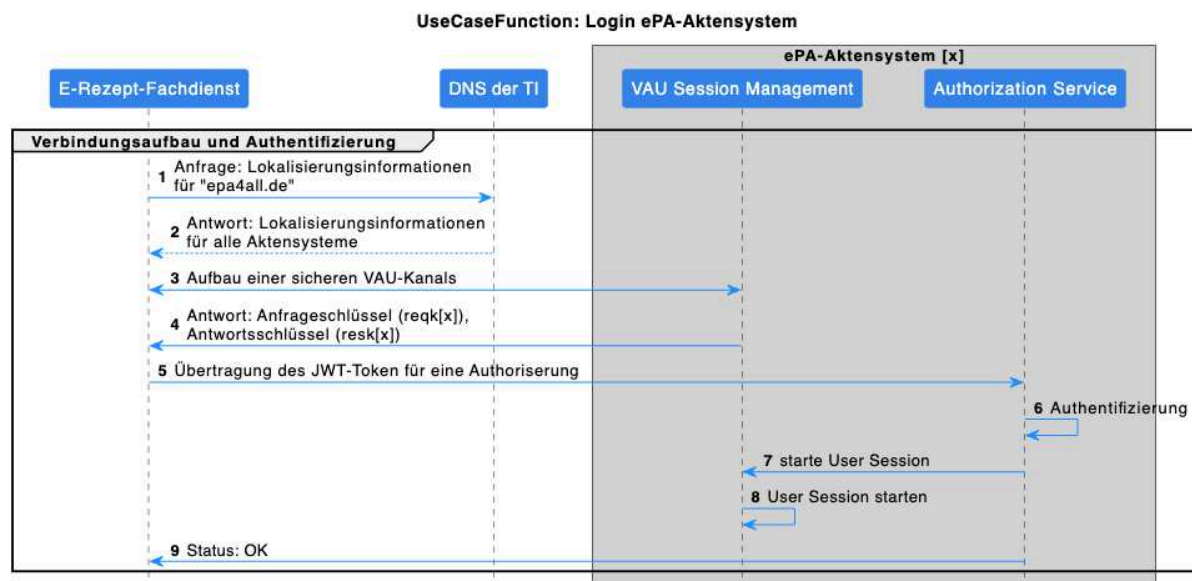 UseCaseFunction: Login ePA-Aktensystem
ePA-Aktensystem [x]
E-Rezept-Fachdienst
DNS der TI
VAU Session Management
Authorization Service
Verbindungsaufbau und Authentifizierung
1 Anfrage: Lokalisierungsinformationen
für "epa4all.de"
2 Antwort: Lokalisierungsinformationen
für alle Aktensysteme
3 Aufbau einer sicheren VAU-Kanals
4 Antwort: Anfrageschlüssel (reqk[x]),
Antwortsschlüssel (resk[x])
5 Übertragung des JWT-Token für eine Authoriserung
6 Authentifizierung
7 starte User Session
8 User Session starten
9 Status: OK